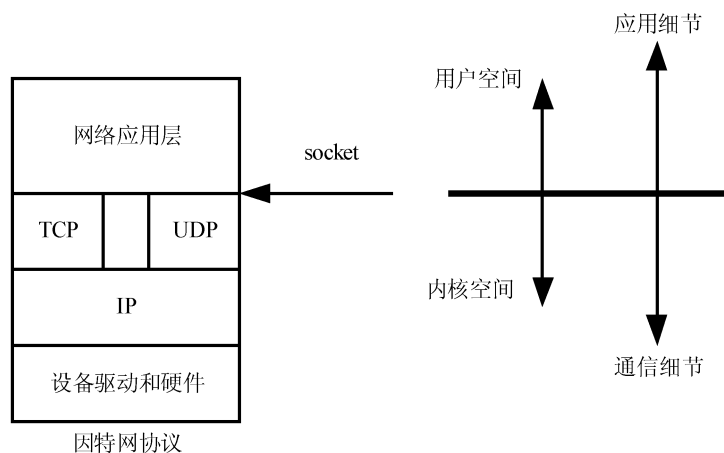 应用细节
用户空间
网络应用层
socket
TCP
UDP
内核空间
IP
通信细节
设备驱动和硬件
因特网协议